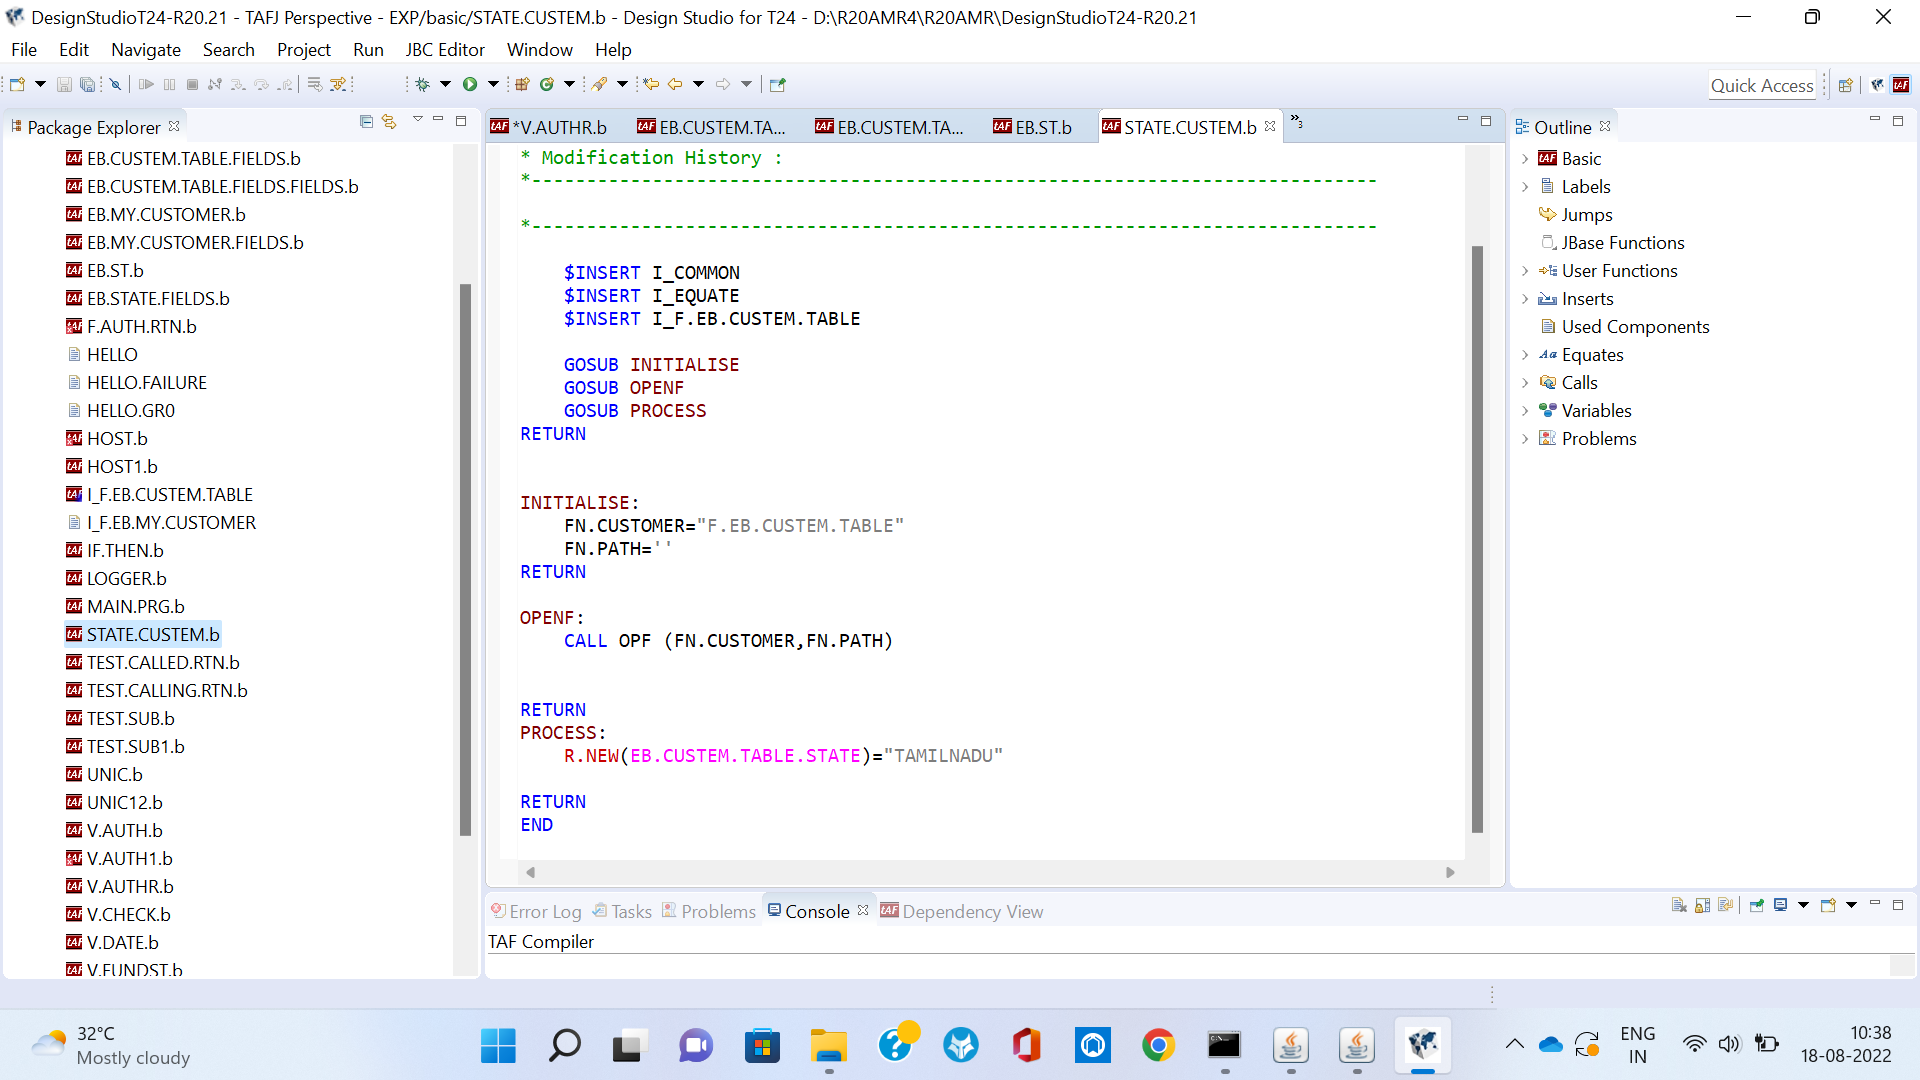 DesignStudioT24-R20.21 - TAFJ Perspective - EXP/basic/STATE.CUSTEM.b - Design Studio for T24 - D:\R20AMR4\R20AMR\DesignStudioT24-R20.21
File Edit Navigate Search Project Run JBC Editor Window Help
Quick Access
Package Explorer
EB.CUSTEM.TABLE.FIELDS.b
EB.CUSTEM.TABLE.FIELDS.FIELDS.b
EB.MY.CUSTOMER.b
EB.MY.CUSTOMER.FIELDS.b
EB.ST.b
EB.STATE.FIELDS.b
F.AUTH.RTN.b
HELLO
HELLO.FAILURE
HELLO.GR0
HOST.b
HOST1.b
I_F.EB.CUSTEM.TABLE
I_F.EB.MY.CUSTOMER
IF.THEN.b
LOGGER.b
MAIN.PRG.b
STATE.CUSTEM.b
TEST.CALLED.RTN.b
TEST.CALLING.RTN.b
TEST.SUB.b
TEST.SUB1.b
UNIC.b
UNIC12.b
V.AUTH.b
V.AUTH1.b
V.AUTHR.b
V.CHECK.b
V.DATE.b
V.FUNDST.b
*V.AUTHR.b EB.CUSTEM.TA... EB.CUSTEM.TA... EB.ST.b STATE.CUSTEM.b »3
* Modification History :
*-----------------------------------------------------------------------------
*-----------------------------------------------------------------------------
$INSERT I_COMMON
$INSERT I_EQUATE
$INSERT I_F.EB.CUSTEM.TABLE
GOSUB INITIALISE
GOSUB OPENF
GOSUB PROCESS
RETURN
INITIALISE:
FN.CUSTOMER="F.EB.CUSTEM.TABLE"
FN.PATH=''
RETURN
OPENF:
CALL OPF (FN.CUSTOMER,FN.PATH)
RETURN
PROCESS:
R.NEW(EB.CUSTEM.TABLE.STATE)="TAMILNADU"
RETURN
END
Outline
Basic
Labels
Jumps
JBase Functions
User Functions
Inserts
Used Components
Equates
Calls
Variables
Problems
Error Log Tasks Problems Console Dependency View
TAF Compiler
32°C
Mostly cloudy
ENG
IN
10:38
18-08-2022